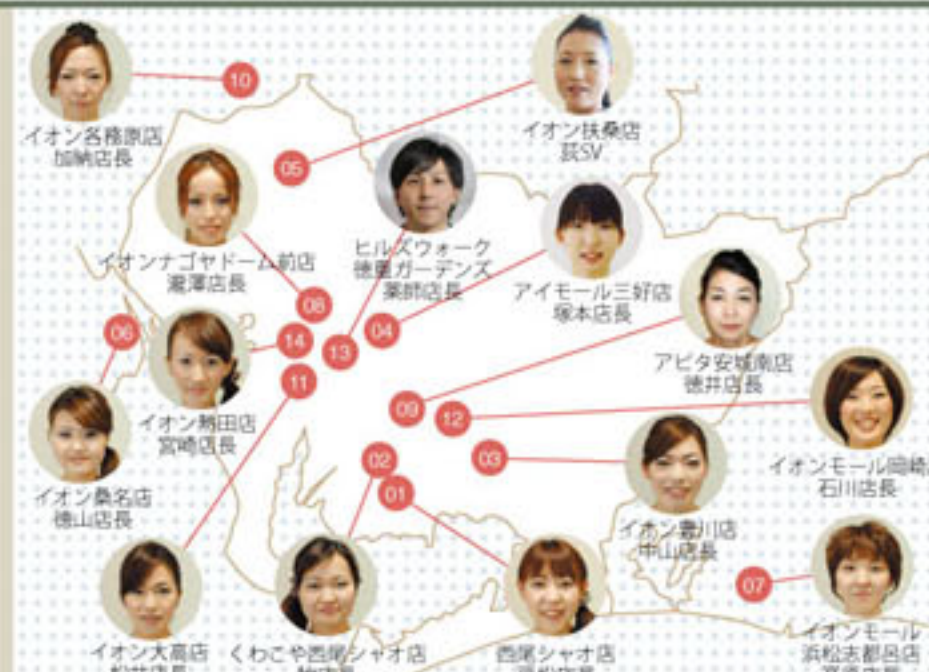 10
イオン各務原店
加納店長
05
イオン扶桑店
荻SV
イオンナゴヤドーム前店
瀧澤店長
08
ヒルズウォーク
徳重ガーデンズ
薬師店長
13
アイモール三好店
塚本店長
04
06
14
イオン熱田店
宮崎店長
11
アピタ安城南店
徳井店長
09
12
イオンモール岡崎
石川店長
イオン桑名店
徳山店長
02
01
03
イオン豊川店
中山店長
07
イオン大高店
くわこや西尾シャオ店
西尾シャオ店
イオンモール
浜松志都呂店